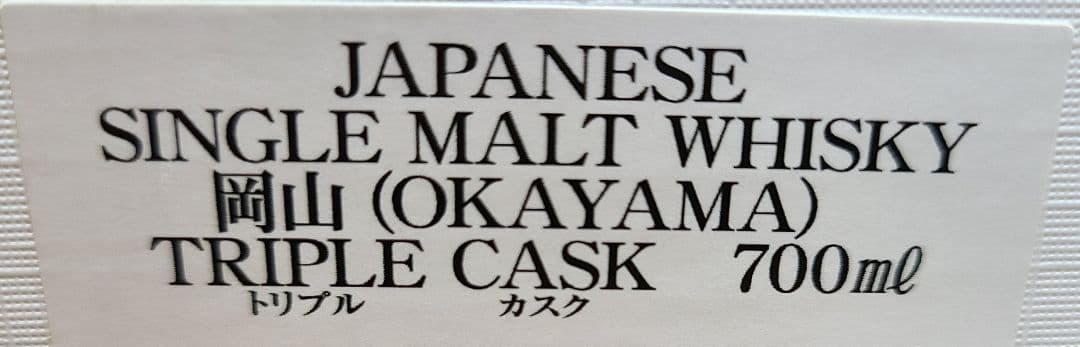 JAPANESE
SINGLE MALT WHISKY
岡山 (OKAYAMA)
TRIPLE CASK 700mℓ
トリプル カスク